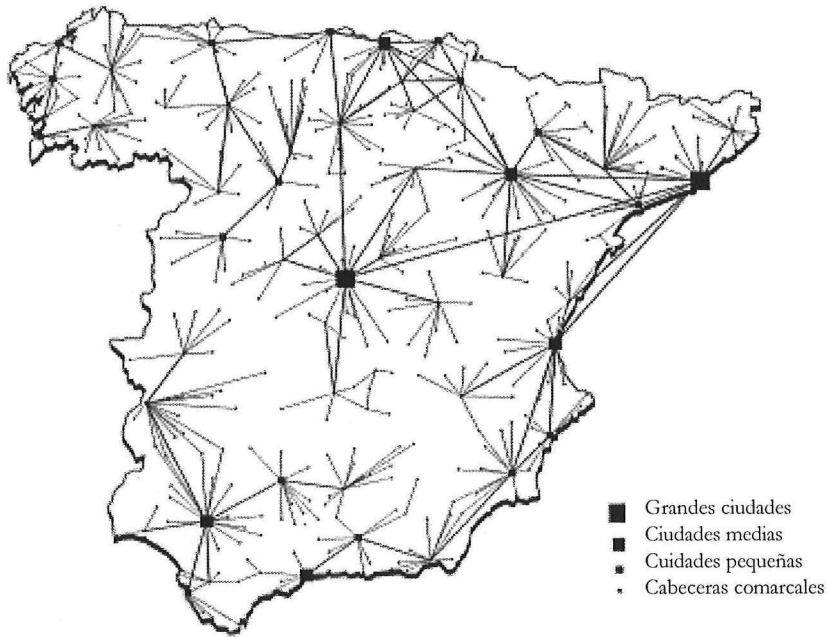 Grandes ciudades
Ciudades medias
Cuidades pequeñas
Cabeceras comarcales